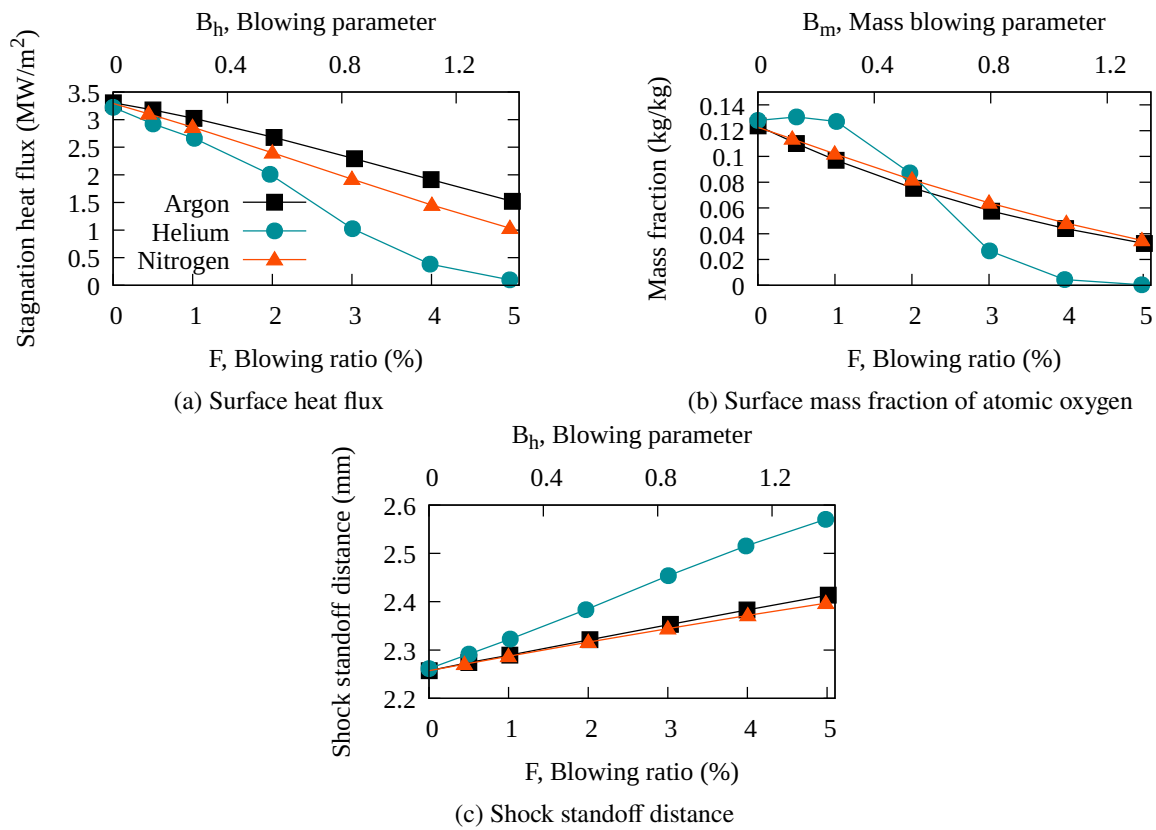 B_h, Blowing parameter
0 0.4 0.8 1.2
Stagnation heat flux (MW/m²)
3.5
3
2.5
2
1.5
1
0.5
0
Argon
Helium
Nitrogen
0 1 2 3 4 5
F, Blowing ratio (%)
(a) Surface heat flux
B_m, Mass blowing parameter
0 0.4 0.8 1.2
Mass fraction (kg/kg)
0.14
0.12
0.1
0.08
0.06
0.04
0.02
0
0 1 2 3 4 5
F, Blowing ratio (%)
(b) Surface mass fraction of atomic oxygen
B_h, Blowing parameter
0 0.4 0.8 1.2
Shock standoff distance (mm)
2.6
2.5
2.4
2.3
2.2
0 1 2 3 4 5
F, Blowing ratio (%)
(c) Shock standoff distance